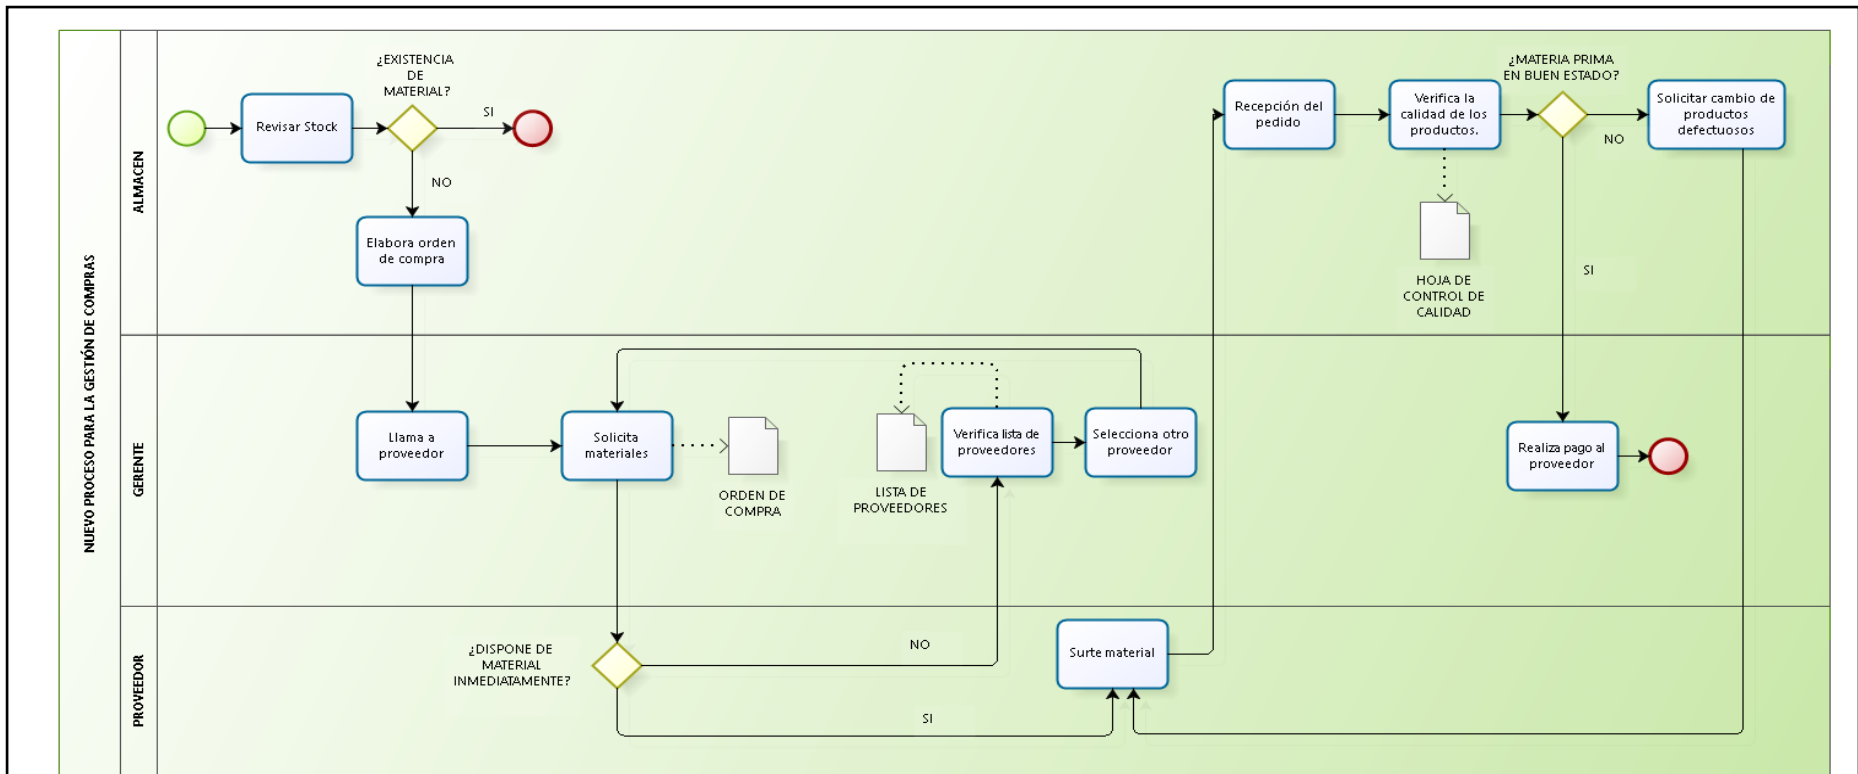 NUEVO PROCESO PARA LA GESTIÓN DE COMPRAS
ALMACEN
¿EXISTENCIA
DE
MATERIAL?
Revisar Stock
SI
NO
Elabora orden
de compra
Recepción del
pedido
Verifica la
calidad de los
productos.
¿MATERIA PRIMA
EN BUEN ESTADO?
Solicitar cambio de
productos
defectuosos
NO
SI
HOJA DE
CONTROL DE
CALIDAD
GERENTE
Llama a
proveedor
Solicita
materiales
ORDEN DE
COMPRA
LISTA DE
PROVEEDORES
Verifica lista de
proveedores
Selecciona otro
proveedor
Realiza pago al
proveedor
PROVEEDOR
¿DISPONE DE
MATERIAL
INMEDIATAMENTE?
NO
SI
Surte material